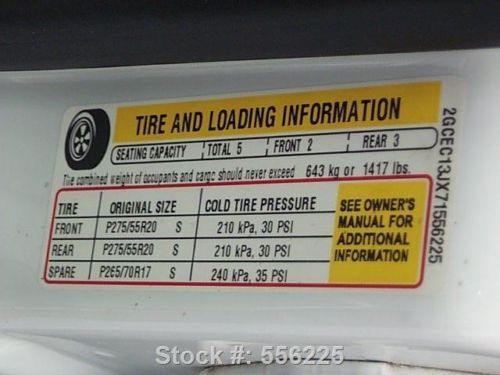 TIRE AND LOADING INFORMATION
SEATING CAPACITY TOTAL 5 FRONT 2 REAR 3
The combined weight of occupants and cargo should never exceed 643 kg or 1417 lbs.
TIRE ORIGINAL SIZE COLD TIRE PRESSURE
FRONT P275/55R20 S 210 kPa, 30 PSI
REAR P275/55R20 S 210 kPa, 30 PSI
SPARE P265/70R17 S 240 kPa, 35 PSI
SEE OWNER'S
MANUAL FOR
ADDITIONAL
INFORMATION
2GCEC13JX71556225
Stock #: 556225